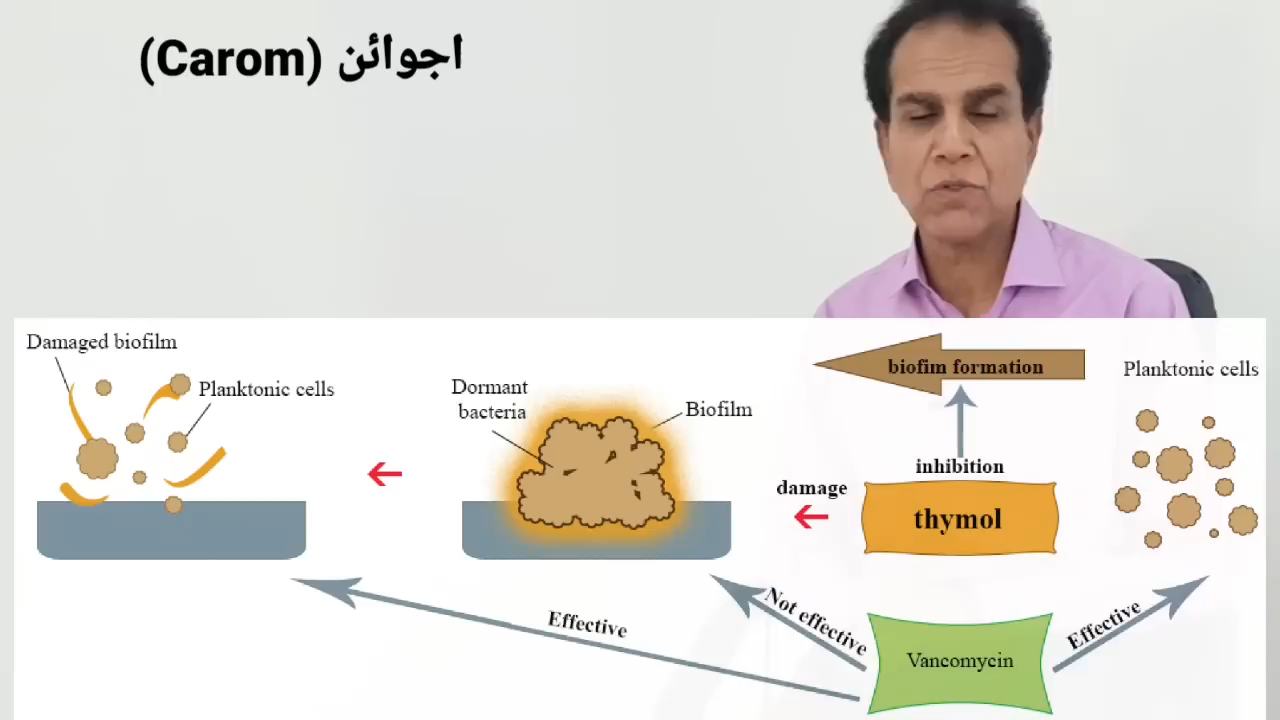 اجوائن (Carom)
Damaged biofilm
Planktonic cells
Dormant
bacteria
Biofilm
biofim formation
Planktonic cells
inhibition
damage
thymol
Effective
Not effective
Effective
Vancomycin